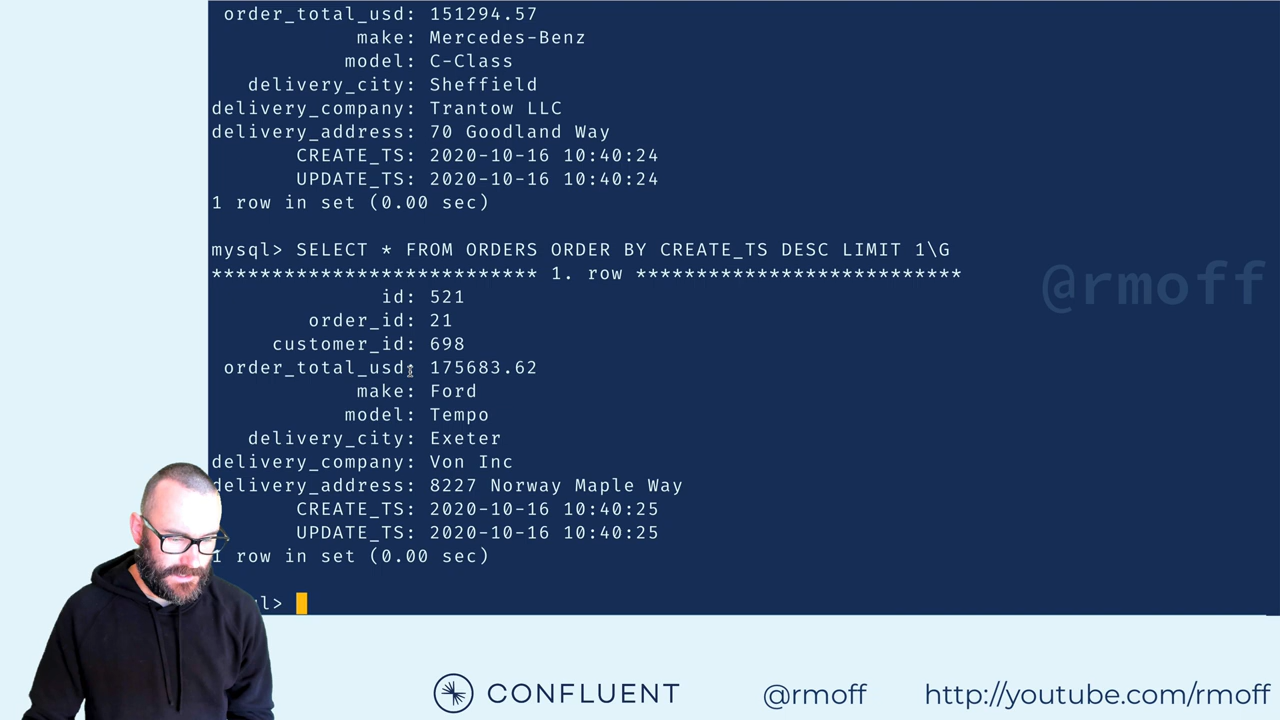 order_total_usd: 151294.57
make: Mercedes-Benz
model: C-Class
delivery_city: Sheffield
delivery_company: Trantow LLC
delivery_address: 70 Goodland Way
CREATE_TS: 2020-10-16 10:40:24
UPDATE_TS: 2020-10-16 10:40:24
1 row in set (0.00 sec)
mysql> SELECT * FROM ORDERS ORDER BY CREATE_TS DESC LIMIT 1\G
*************************** 1. row ***************************
@rmoff
id: 521
order_id: 21
customer_id: 698
order_total_usd: 175683.62
make: Ford
model: Tempo
delivery_city: Exeter
delivery_company: Von Inc
delivery_address: 8227 Norway Maple Way
CREATE_TS: 2020-10-16 10:40:25
UPDATE_TS: 2020-10-16 10:40:25
1 row in set (0.00 sec)
ql>
CONFLUENT @rmoff http://youtube.com/rmoff